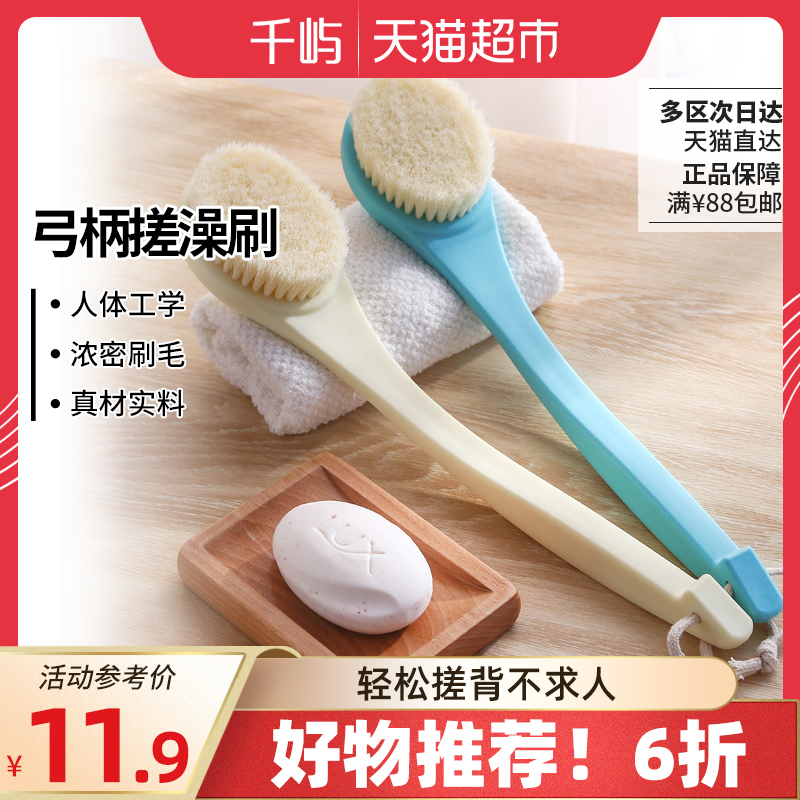 千屿 | 天猫超市
多区次日达
天猫直达
正品保障
满¥88包邮
弓柄搓澡刷
• 人体工学
• 浓密刷毛
• 真材实料
LUX
活动参考价
¥11.9
轻松搓背不求人
好物推荐！6折